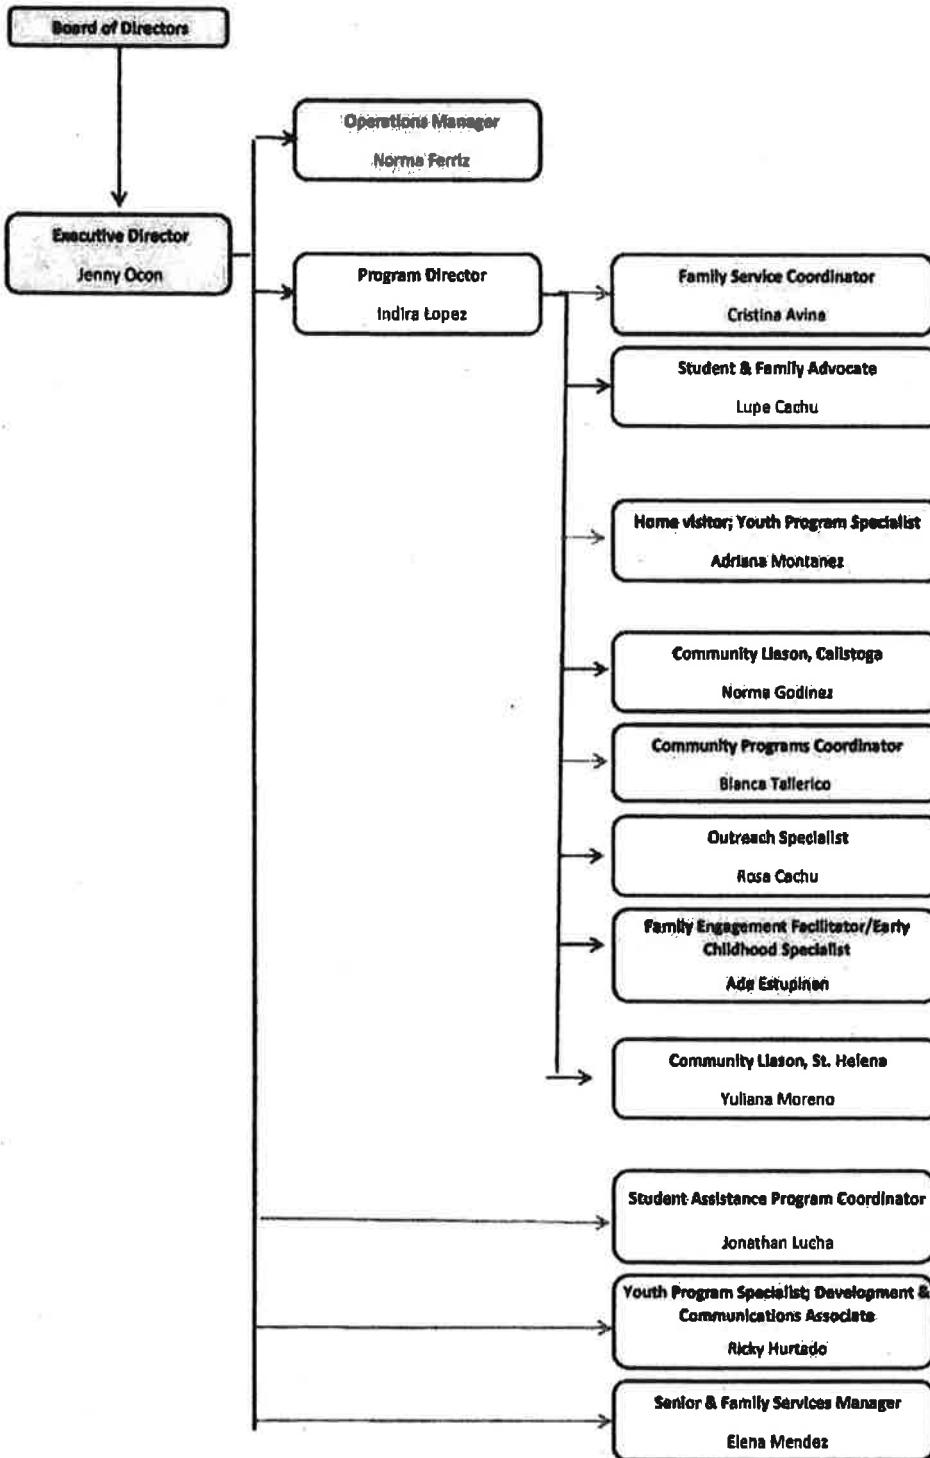 Board of Directors
Operations Manager
Norma Ferriz
Executive Director
Jenny Ocon
Program Director
Indira Lopez
Family Service Coordinator
Cristina Avina
Student & Family Advocate
Lupe Cachu
Home visitor; Youth Program Specialist
Adriana Montanez
Community Liason, Calistoga
Norma Godinez
Community Programs Coordinator
Blanca Tallerico
Outreach Specialist
Rosa Cachu
Family Engagement Facilitator/Early
Childhood Specialist
Ada Estupinan
Community Liason, St. Helena
Yuliana Moreno
Student Assistance Program Coordinator
Jonathan Lucha
Youth Program Specialist; Development &
Communications Associate
Ricky Hurtado
Senior & Family Services Manager
Elena Mendez